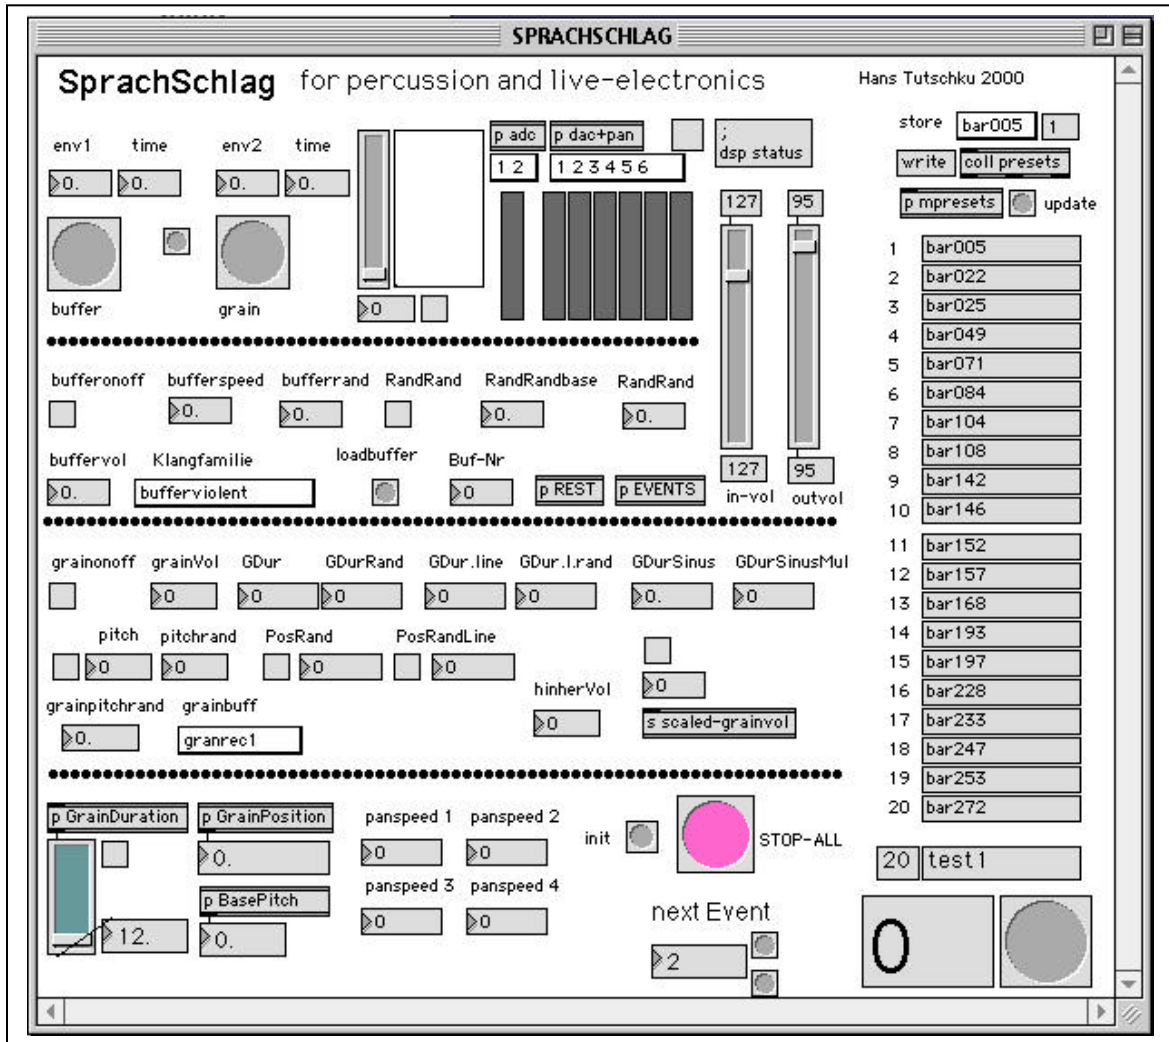 SPRACHSCHLAG
SprachSchlag for percussion and live-electronics
Hans Tutschku 2000
env1 time env2 time
0. 0. 0. 0.
buffer grain
0
p adc p dac+pan
1 2 1 2 3 4 5 6
;
dsp status
127 95
127 95
in-vol outvol
store bar005 1
write coll presets
p mpresets update
bufferonoff bufferspeed bufferrand RandRand RandRandbase RandRand
0. 0. 0. 0.
buffervol Klangfamilie loadbuffer Buf-Nr
0. bufferviolent 0 p REST p EVENTS
grainonoff grainVol GDur GDurRand GDur.line GDur.l.rand GDurSinus GDurSinusMul
0 0 0 0 0 0. 0
pitch pitchrand PosRand PosRandLine
0 0 0 0
hinherVol 0
0 s scaled-grainvol
grainpitchrand grainbuff
0. granrec1
p GrainDuration p GrainPosition
0.
p BasePitch
12. 0.
panspeed 1 panspeed 2
0 0
panspeed 3 panspeed 4
0 0
init STOP-ALL
next Event
2
1 bar005
2 bar022
3 bar025
4 bar049
5 bar071
6 bar084
7 bar104
8 bar108
9 bar142
10 bar146
11 bar152
12 bar157
13 bar168
14 bar193
15 bar197
16 bar228
17 bar233
18 bar247
19 bar253
20 bar272
20 test1
0